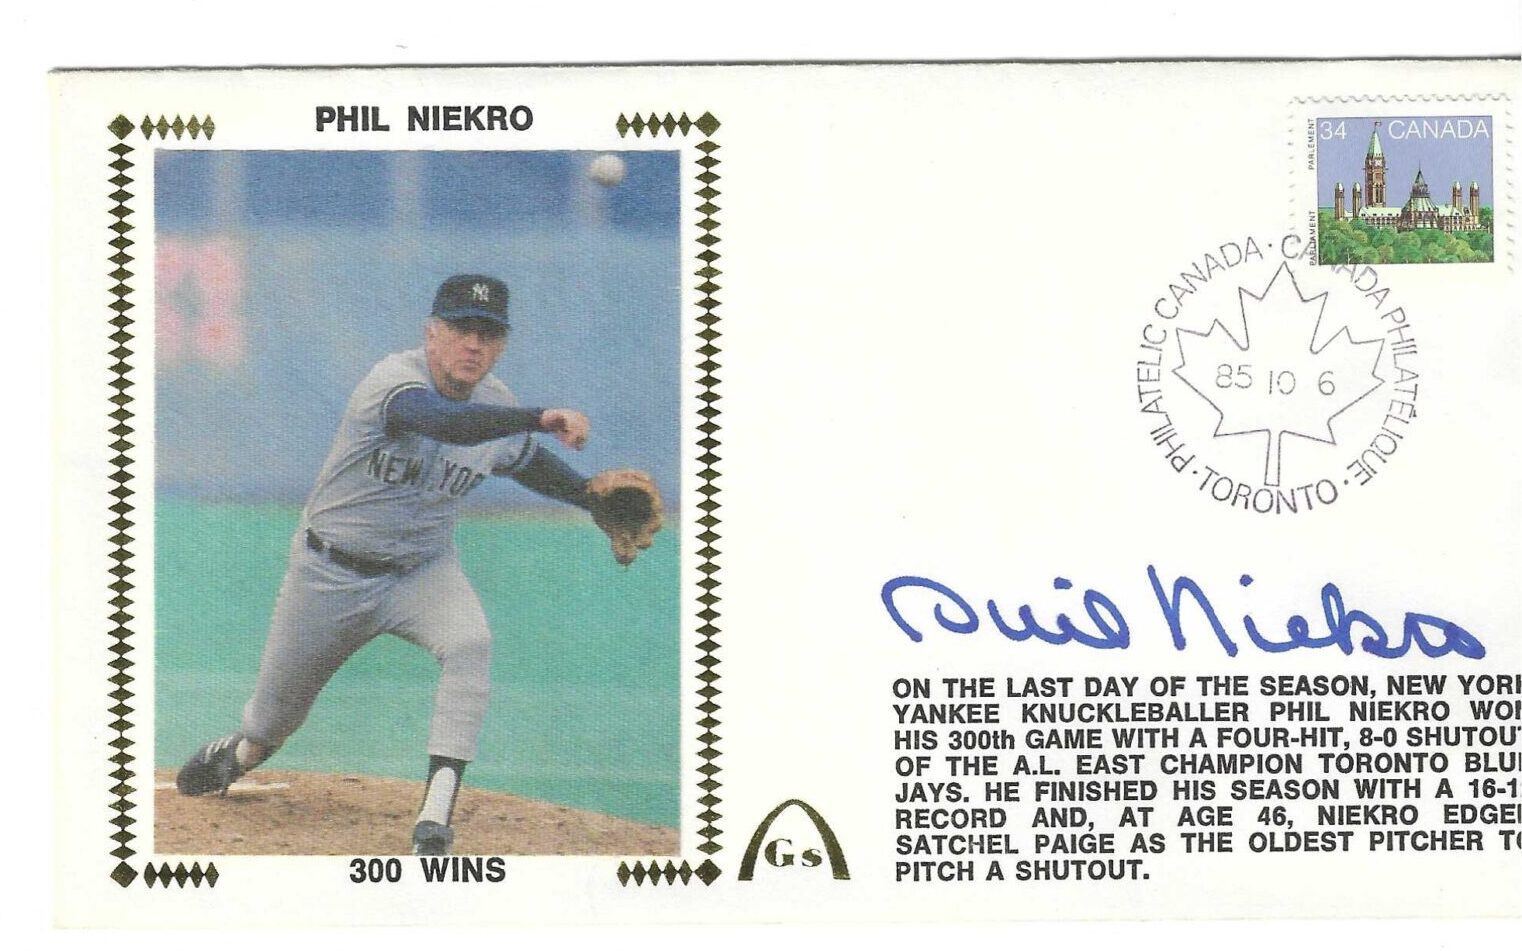 PHIL NIEKRO
NY
NEW YO
300 WINS
Gs
34 CANADA
PARLIAMENT PARLEMENT
PHILATELIC CANADA · CANADA PHILATÉLIQUE ·
85 10 6
· TORONTO ·
Phil Niekro
ON THE LAST DAY OF THE SEASON, NEW YOR
YANKEE KNUCKLEBALLER PHIL NIEKRO WO
HIS 300th GAME WITH A FOUR-HIT, 8-0 SHUTOU
OF THE A.L. EAST CHAMPION TORONTO BLU
JAYS. HE FINISHED HIS SEASON WITH A 16-1
RECORD AND, AT AGE 46, NIEKRO EDGE
SATCHEL PAIGE AS THE OLDEST PITCHER T
PITCH A SHUTOUT.